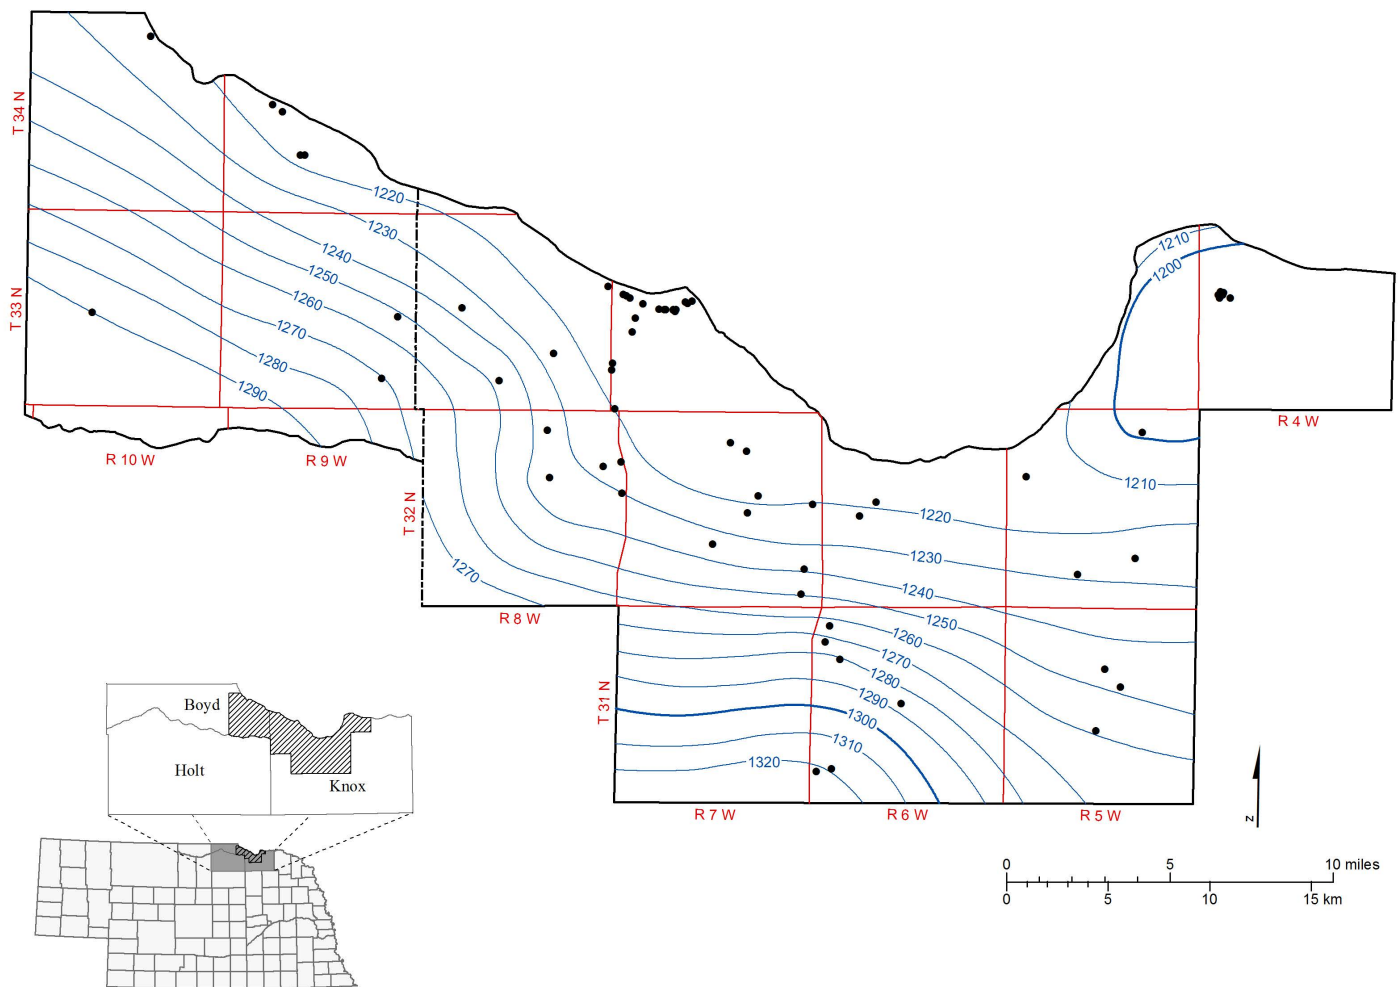 T 34 N
1220
1230
1240
1250
1260
1270
1280
1290
T 33 N
1210
1200
R 4 W
R 10 W
R 9 W
1210
T 32 N
1220
1230
1270
1240
1250
R 8 W
1260
1270
1280
1290
T 31 N
1300
1310
1320
R 7 W
R 6 W
R 5 W
N
Boyd
Holt
Knox
0 5 10 miles
0 5 10 15 km